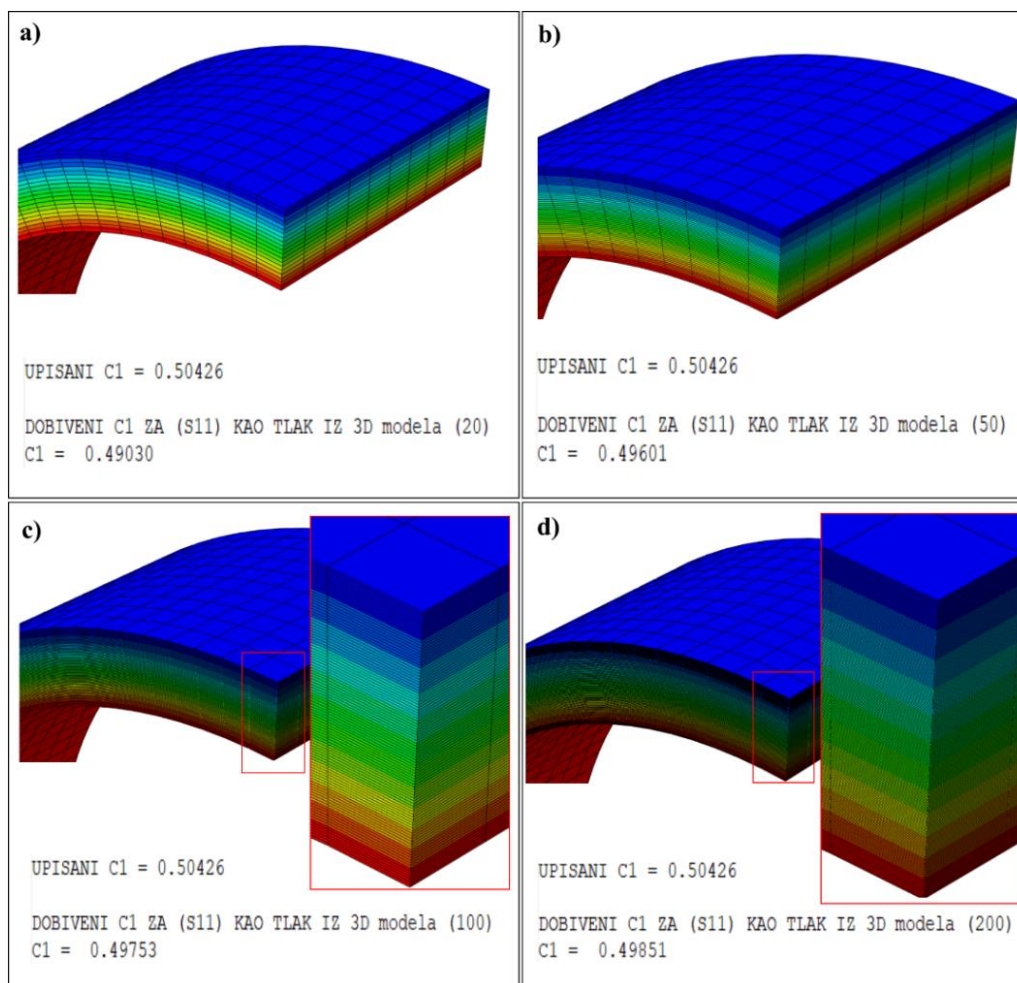 a)
UPISANI C1 = 0.50426
DOBIVENI C1 ZA (S11) KAO TLAK IZ 3D modela (20)
C1 = 0.49030
b)
UPISANI C1 = 0.50426
DOBIVENI C1 ZA (S11) KAO TLAK IZ 3D modela (50)
C1 = 0.49601
c)
UPISANI C1 = 0.50426
DOBIVENI C1 ZA (S11) KAO TLAK IZ 3D modela (100)
C1 = 0.49753
d)
UPISANI C1 = 0.50426
DOBIVENI C1 ZA (S11) KAO TLAK IZ 3D modela (200)
C1 = 0.49851